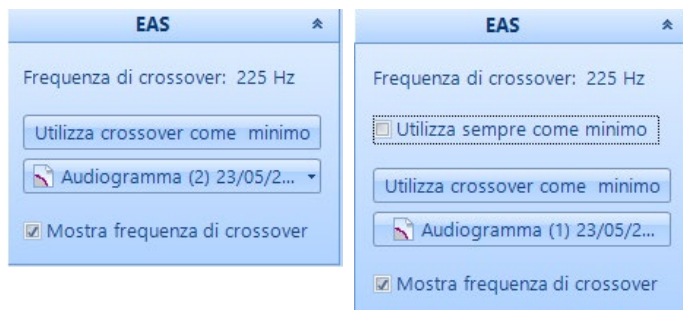 EAS
Frequenza di crossover: 225 Hz
Utilizza crossover come minimo
Audiogramma (2) 23/05/2...
Mostra frequenza di crossover
EAS
Frequenza di crossover: 225 Hz
Utilizza sempre come minimo
Utilizza crossover come minimo
Audiogramma (1) 23/05/2...
Mostra frequenza di crossover